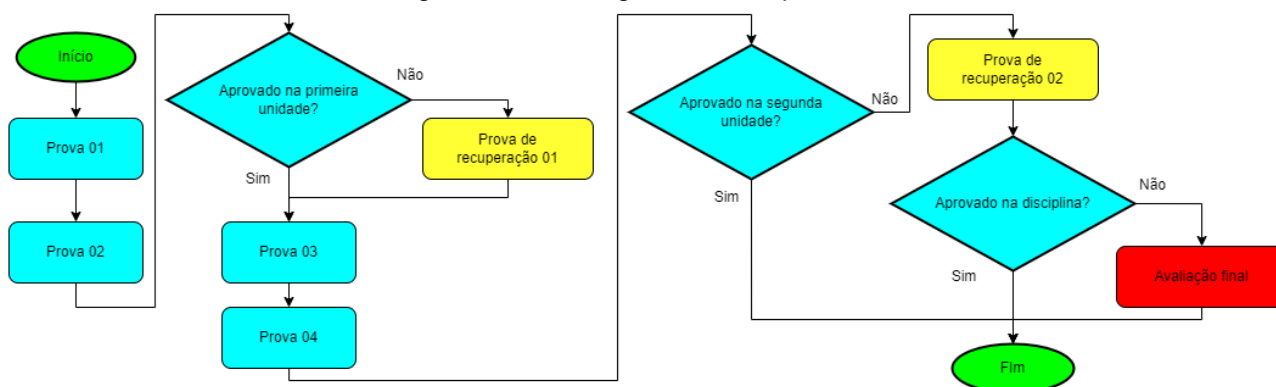 Início
Prova 01
Prova 02
Aprovado na primeira
unidade?
Não
Prova de
recuperação 01
Sim
Prova 03
Prova 04
Aprovado na segunda
unidade?
Não
Sim
Prova de
recuperação 02
Aprovado na disciplina?
Não
Sim
Avaliação final
FIm